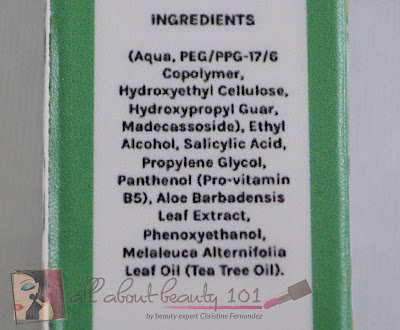 INGREDIENTS
(Aqua, PEG/PPG-17/6
Copolymer,
Hydroxyethyl Cellulose,
Hydroxypropyl Guar,
Madecassoside), Ethyl
Alcohol, Salicylic Acid,
Propylene Glycol,
Panthenol (Pro-vitamin
B5), Aloe Barbadensis
Leaf Extract,
Phenoxyethanol,
Melaleuca Alternifolia
Leaf Oil (Tea Tree Oil).
all about beauty 101
by beauty expert Christine Fernandez